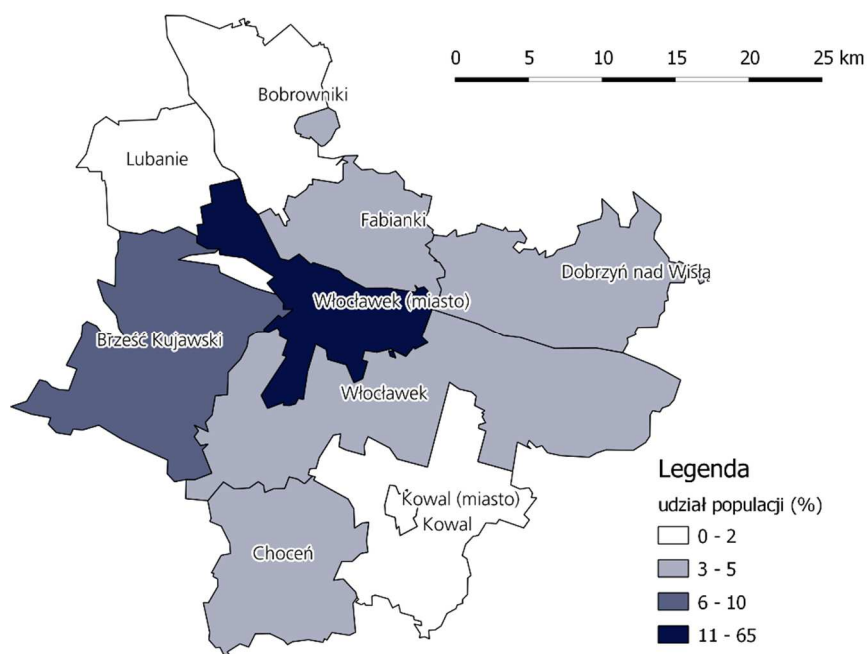 0 5 10 15 20 25 km
Bobrowniki
Lubanie
Fabianki
Dobrzyń nad Wisłą
Włocławek (miasto)
Brześć Kujawski
Włocławek
Kowal (miasto)
Kowal
Choceń
Legenda
udział populacji (%)
0 - 2
3 - 5
6 - 10
11 - 65